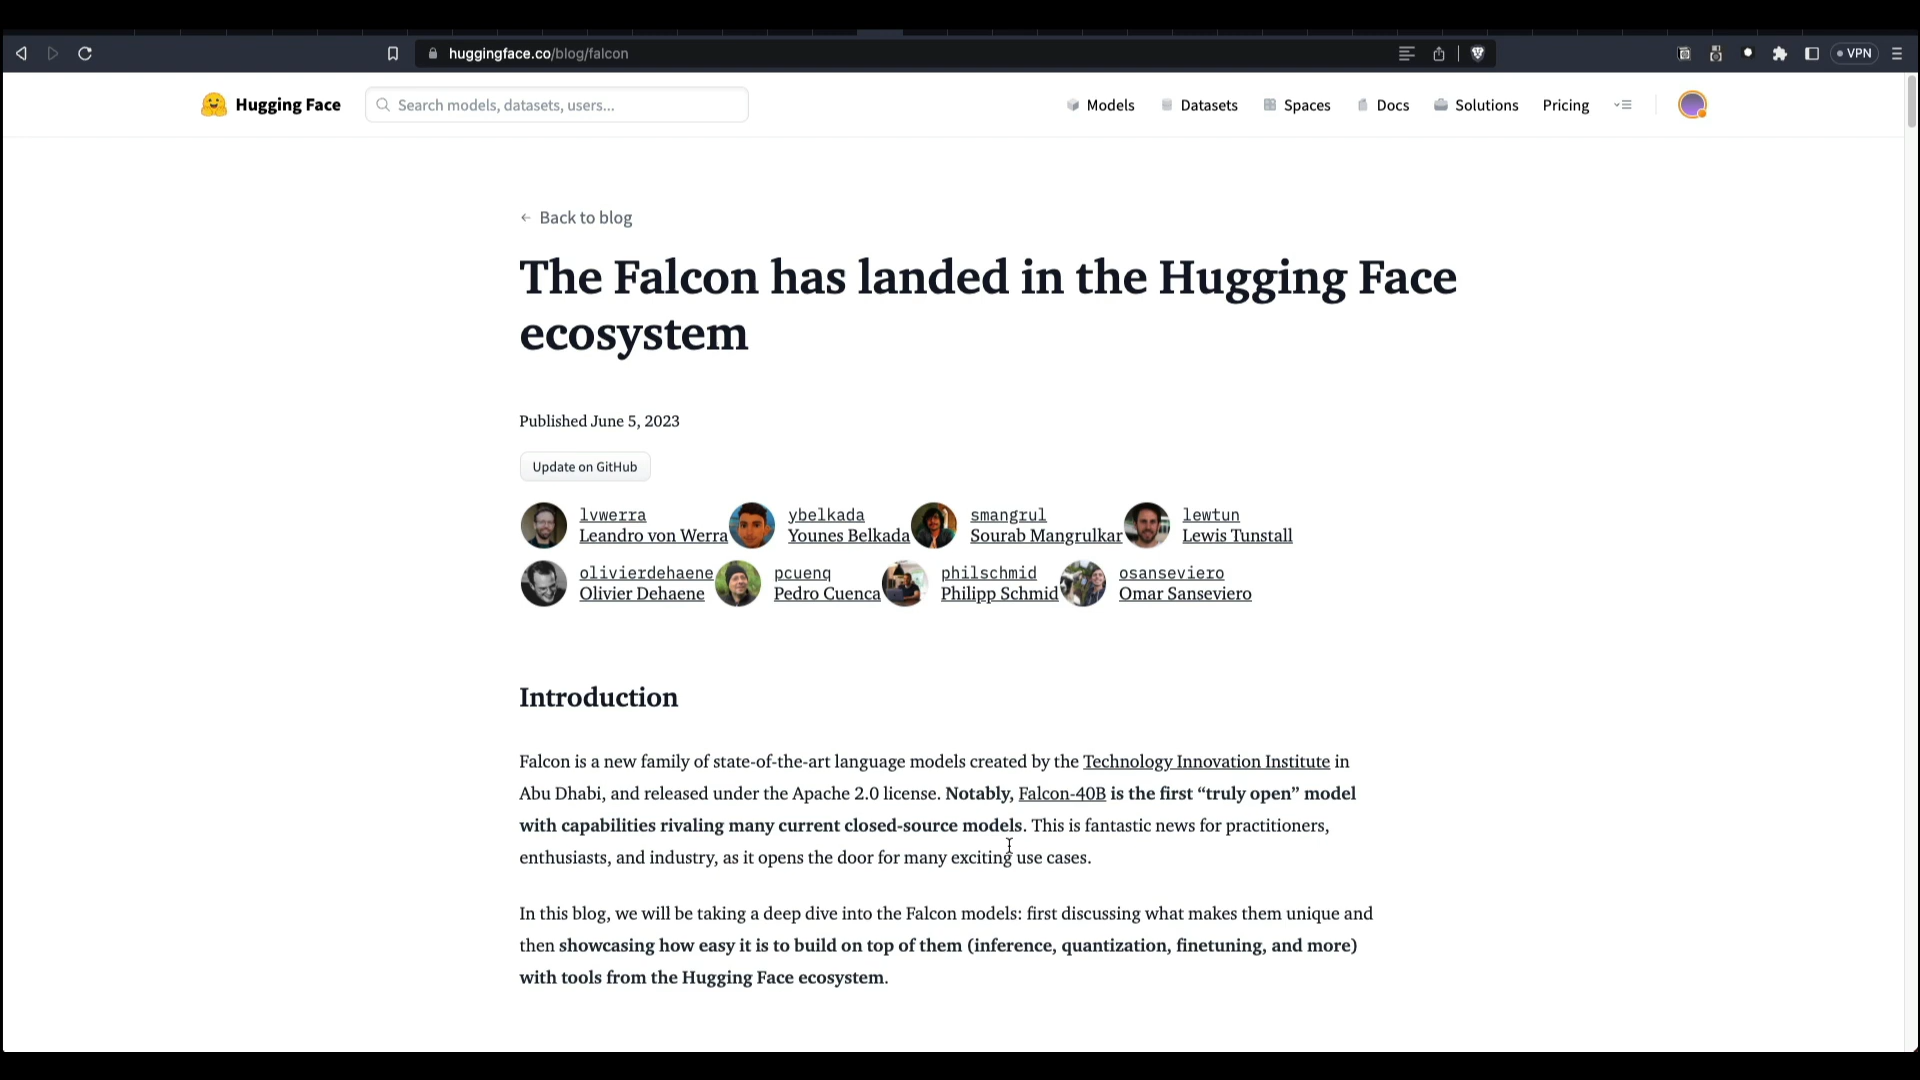 huggingface.co/blog/falcon
VPN
Hugging Face
Search models, datasets, users...
Models
Datasets
Spaces
Docs
Solutions
Pricing
← Back to blog
The Falcon has landed in the Hugging Face
ecosystem
Published June 5, 2023
Update on GitHub
lvwerra
Leandro von Werra
ybelkada
Younes Belkada
smangrul
Sourab Mangrulkar
lewtun
Lewis Tunstall
olivierdehaene
Olivier Dehaene
pcuenq
Pedro Cuenca
philschmid
Philipp Schmid
osanseviero
Omar Sanseviero
Introduction
Falcon is a new family of state-of-the-art language models created by the Technology Innovation Institute in
Abu Dhabi, and released under the Apache 2.0 license. Notably, Falcon-40B is the first “truly open” model
with capabilities rivaling many current closed-source models. This is fantastic news for practitioners,
enthusiasts, and industry, as it opens the door for many exciting use cases.
In this blog, we will be taking a deep dive into the Falcon models: first discussing what makes them unique and
then showcasing how easy it is to build on top of them (inference, quantization, finetuning, and more)
with tools from the Hugging Face ecosystem.